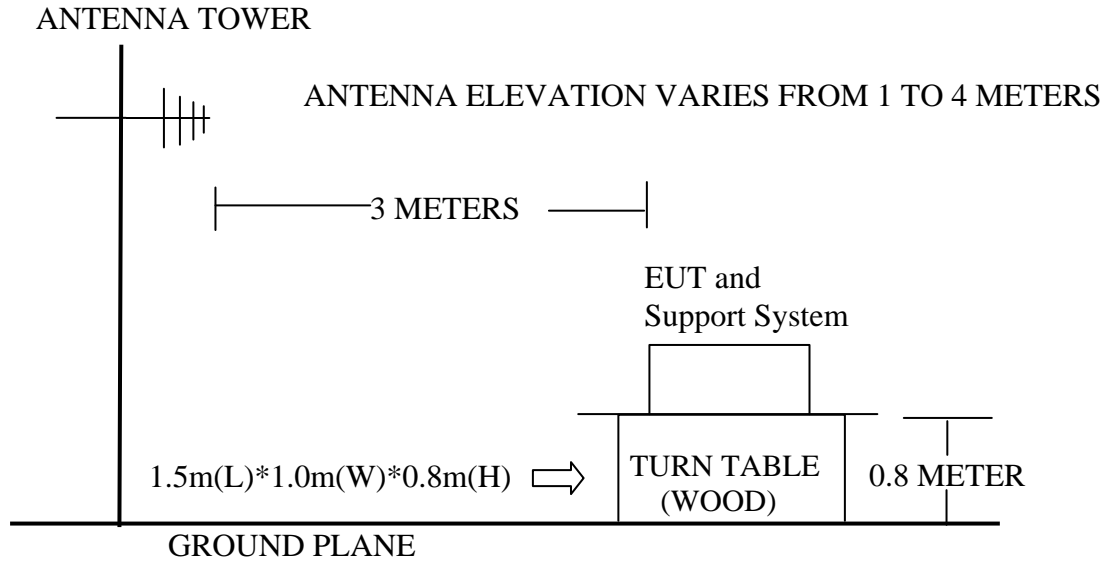 ANTENNA TOWER
ANTENNA ELEVATION VARIES FROM 1 TO 4 METERS
3 METERS
EUT and
Support System
1.5m(L)*1.0m(W)*0.8m(H)
TURN TABLE
(WOOD)
0.8 METER
GROUND PLANE